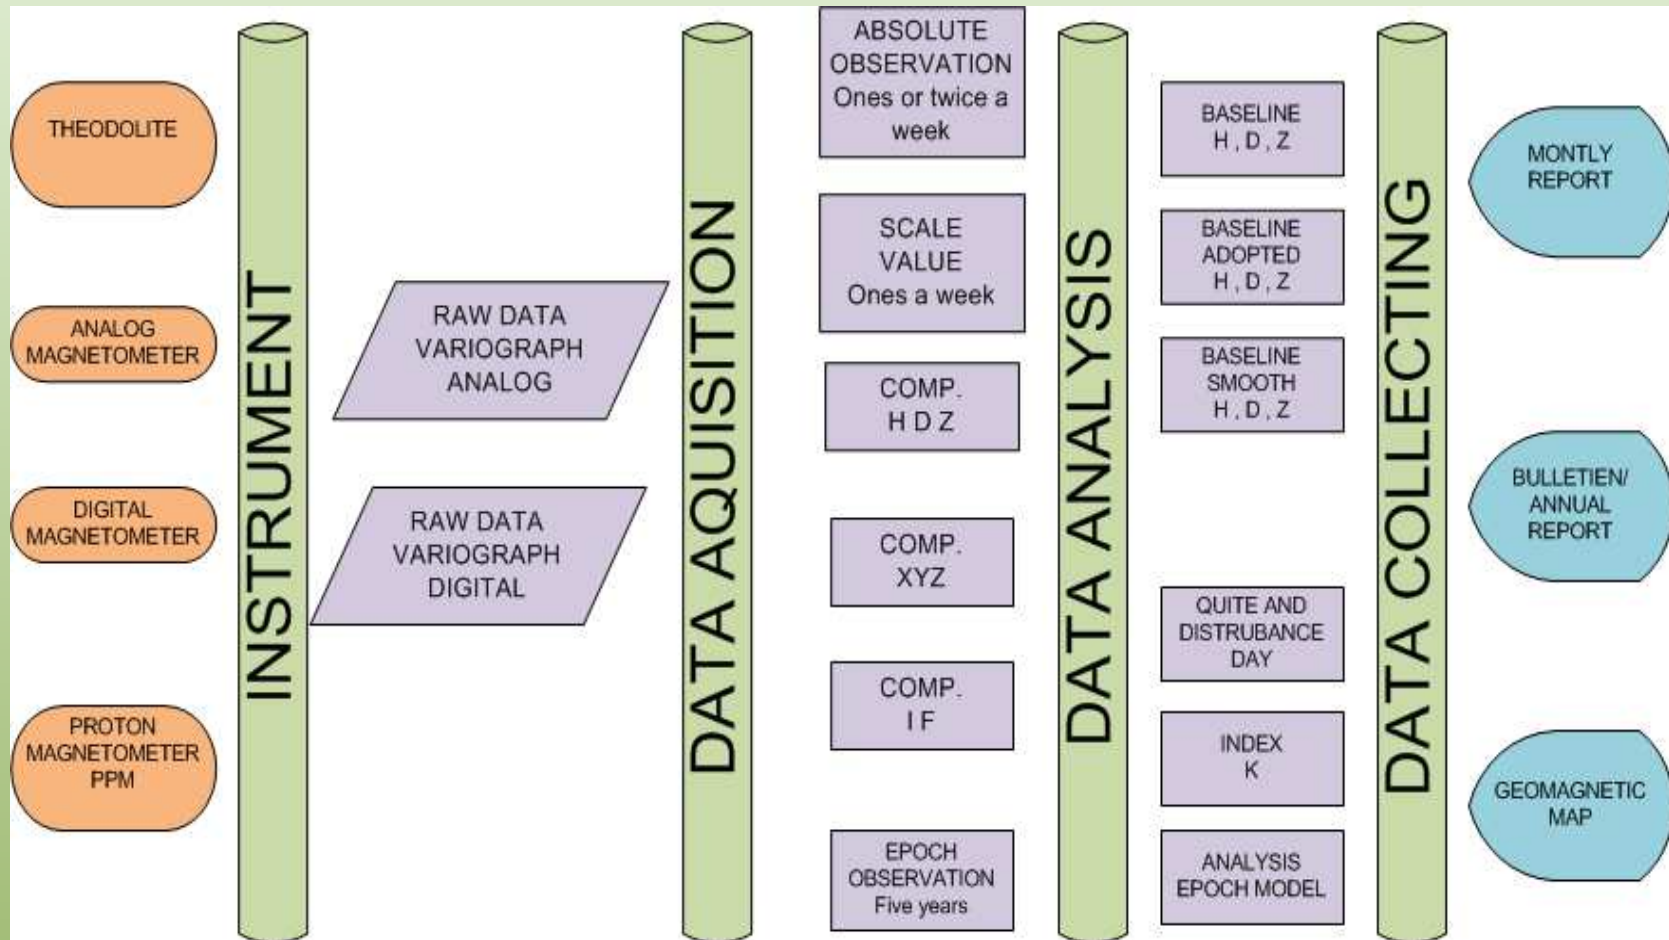 THEODOLITE
ANALOG
MAGNETOMETER
DIGITAL
MAGNETOMETER
PROTON
MAGNETOMETER
PPM
INSTRUMENT
RAW DATA
VARIOGRAPH
ANALOG
RAW DATA
VARIOGRAPH
DIGITAL
DATA AQUISITION
ABSOLUTE
OBSERVATION
Ones or twice a
week
SCALE
VALUE
Ones a week
COMP.
H D Z
COMP.
XYZ
COMP.
I F
EPOCH
OBSERVATION
Five years
DATA ANALYSIS
BASELINE
H , D , Z
BASELINE
ADOPTED
H , D , Z
BASELINE
SMOOTH
H , D , Z
QUITE AND
DISTRUBANCE
DAY
INDEX
K
ANALYSIS
EPOCH MODEL
DATA COLLECTING
MONTLY
REPORT
BULLETIEN/
ANNUAL
REPORT
GEOMAGNETIC
MAP